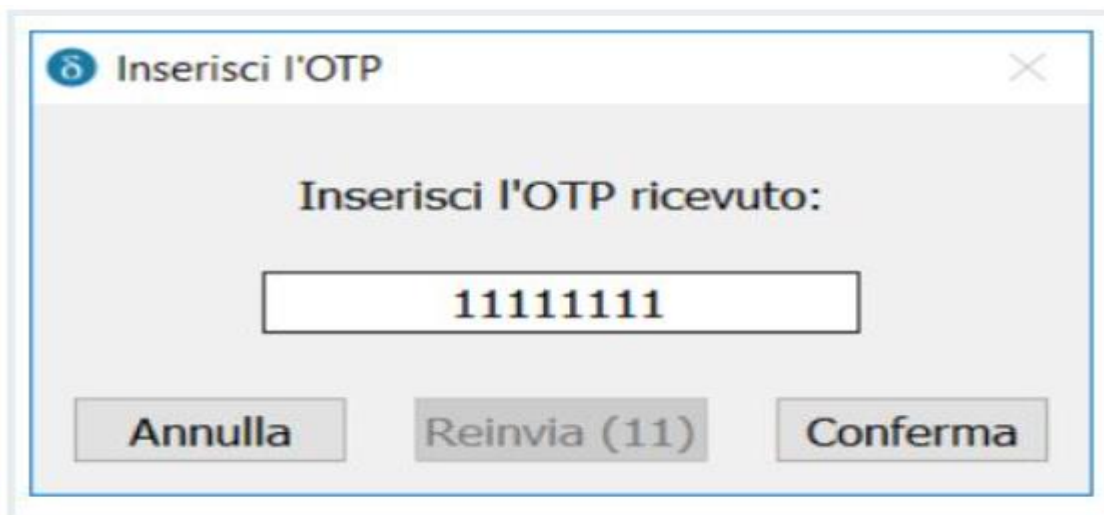 δ Inserisci l'OTP
Inserisci l'OTP ricevuto:
11111111
Annulla Reinvia (11) Conferma